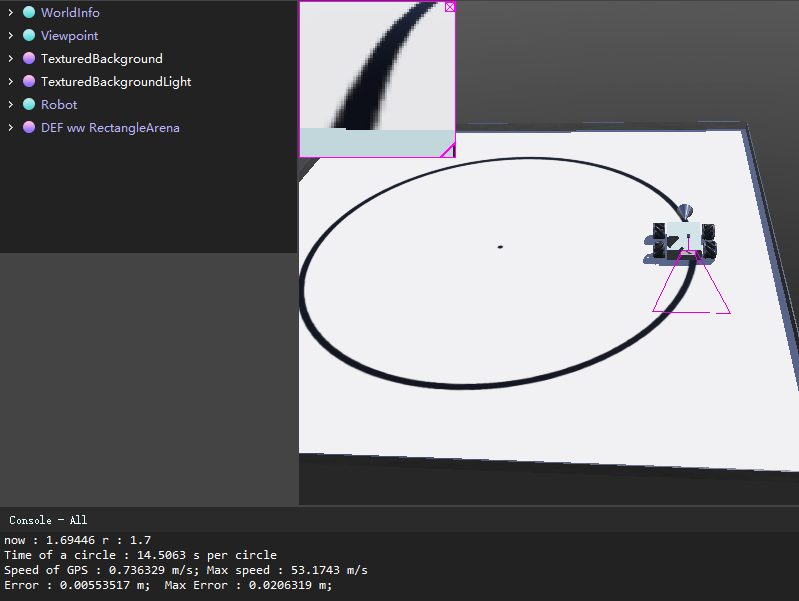 WorldInfo
Viewpoint
TexturedBackground
TexturedBackgroundLight
Robot
DEF ww RectangleArena
Console - All
now : 1.69446 r : 1.7
Time of a circle : 14.5063 s per circle
Speed of GPS : 0.736329 m/s; Max speed : 53.1743 m/s
Error : 0.00553517 m;  Max Error : 0.0206319 m;